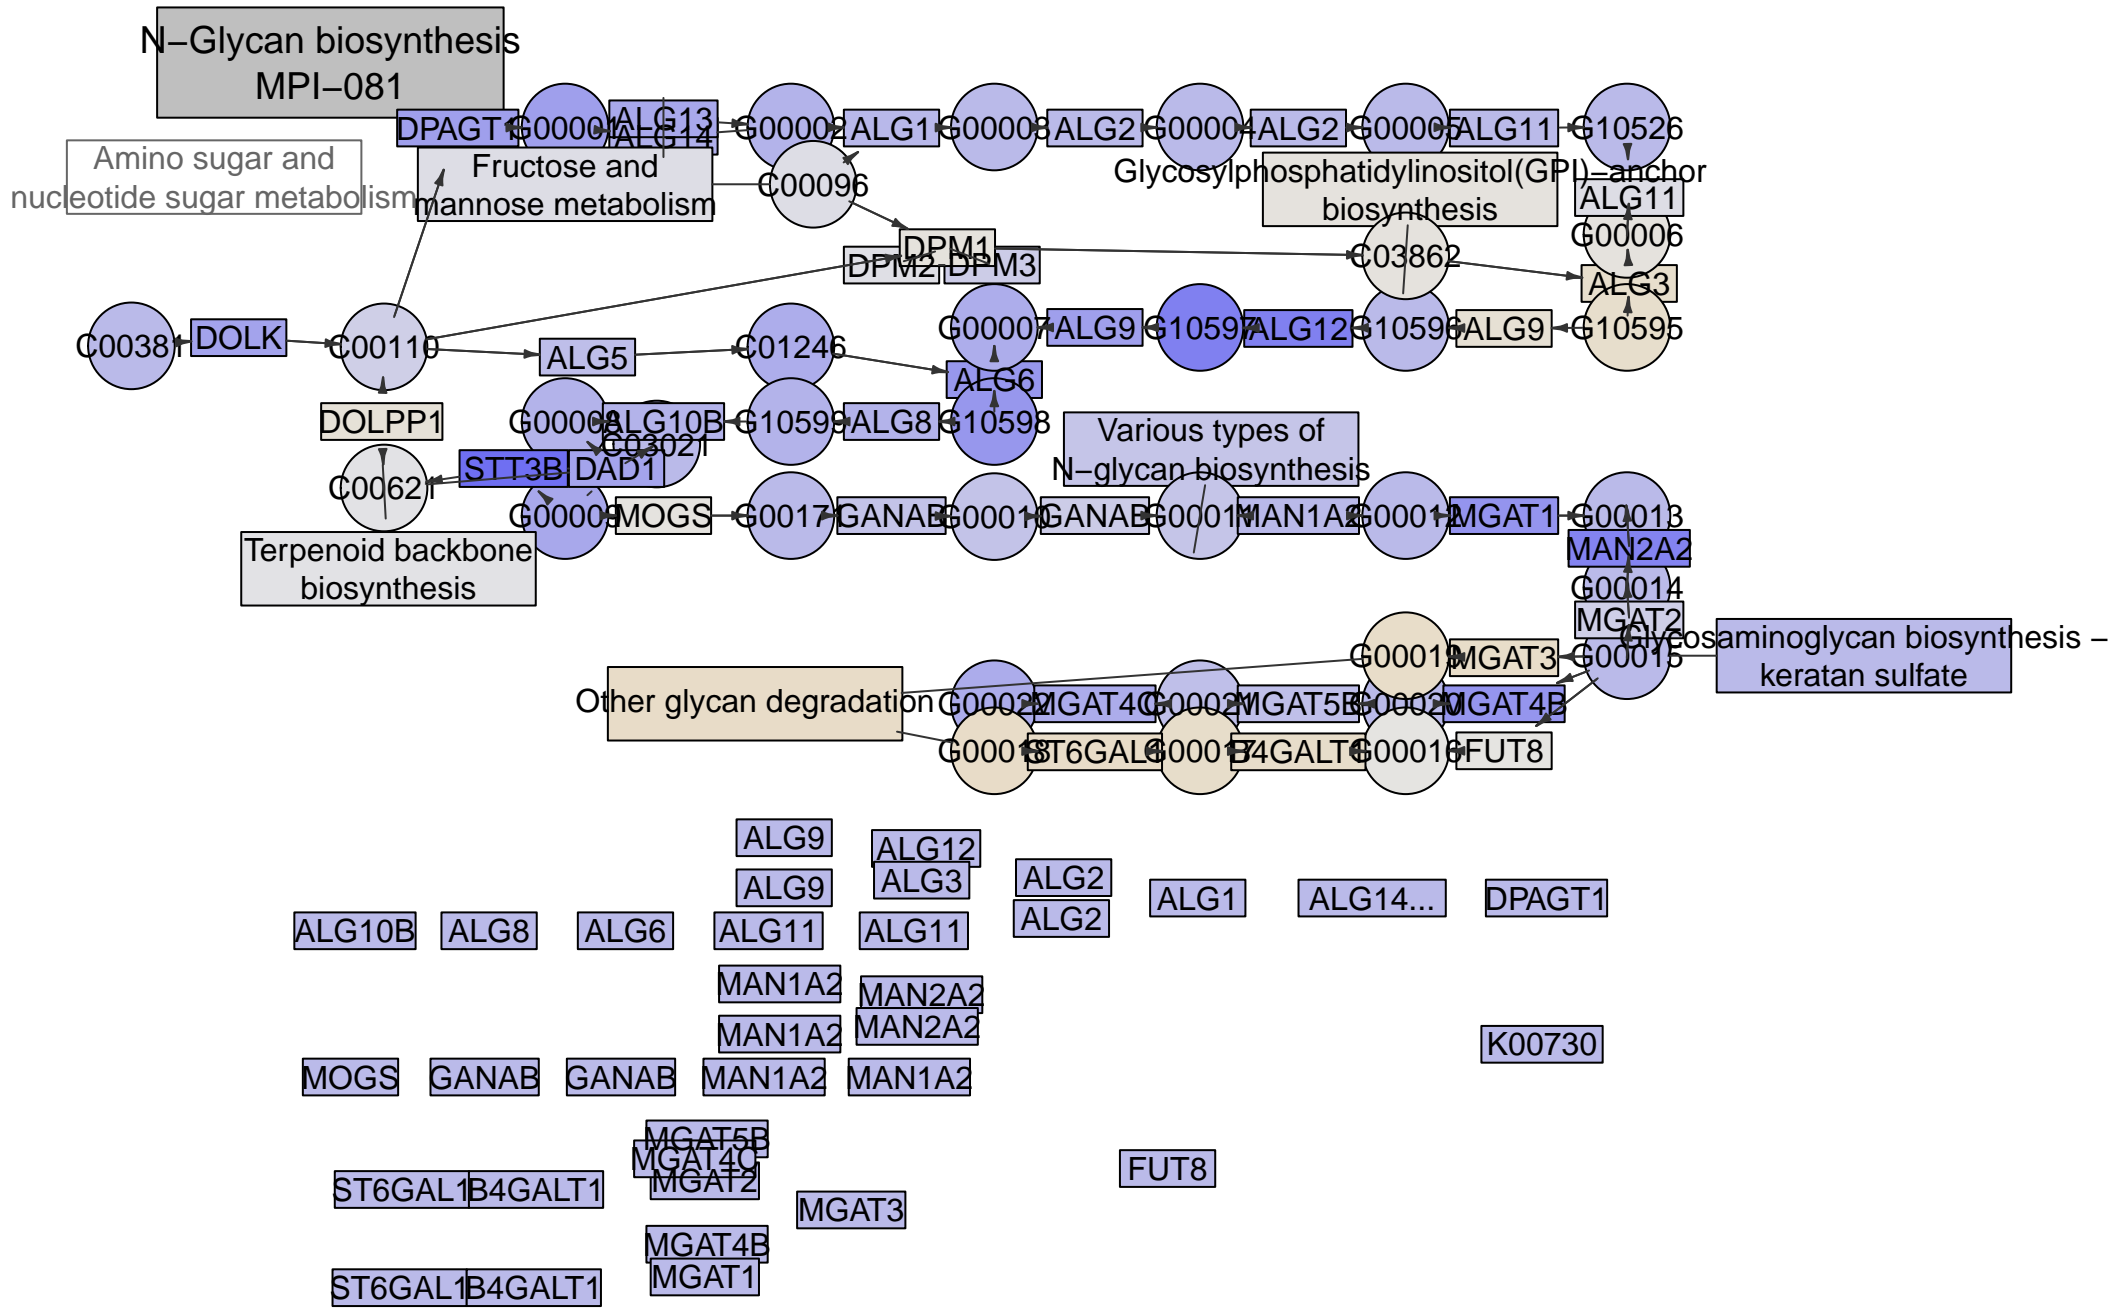 N−Glycan biosynthesis
MPI−081
DPAGT1
G00001
ALG13
ALG14
G00002
ALG1
G00003
ALG2
G00004
ALG2
G00005
ALG11
G10526
Amino sugar and
nucleotide sugar metabolism
Fructose and
mannose metabolism
C00096
Glycosylphosphatidylinositol(GPI)−anchor
biosynthesis
ALG11
G00006
DPM1
DPM2
DPM3
C03862
ALG3
C00381
DOLK
C00110
ALG5
C01246
G00007
ALG9
G10597
ALG12
G10596
ALG9
G10595
ALG6
DOLPP1
G00008
ALG10B
C03021
G10599
ALG8
G10598
Various types of
N−glycan biosynthesis
STT3B
DAD1
C00621
G00009
MOGS
G00171
GANAB
G00010
GANAB
G00011
MAN1A2
G00012
MGAT1
G00013
MAN2A2
Terpenoid backbone
biosynthesis
G00014
MGAT2
Glycosaminoglycan biosynthesis −
keratan sulfate
G00019
MGAT3
G00015
Other glycan degradation
G00022
MGAT4C
G00021
MGAT5B
G00020
MGAT4B
G00018
ST6GAL1
G00017
B4GALT1
G00016
FUT8
ALG9
ALG12
ALG9
ALG3
ALG2
ALG1
ALG14...
DPAGT1
ALG10B
ALG8
ALG6
ALG11
ALG11
ALG2
MAN1A2
MAN2A2
MAN1A2
MAN2A2
K00730
MOGS
GANAB
GANAB
MAN1A2
MAN1A2
MGAT5B
MGAT4C
MGAT2
FUT8
ST6GAL1
B4GALT1
MGAT3
MGAT4B
MGAT1
ST6GAL1
B4GALT1